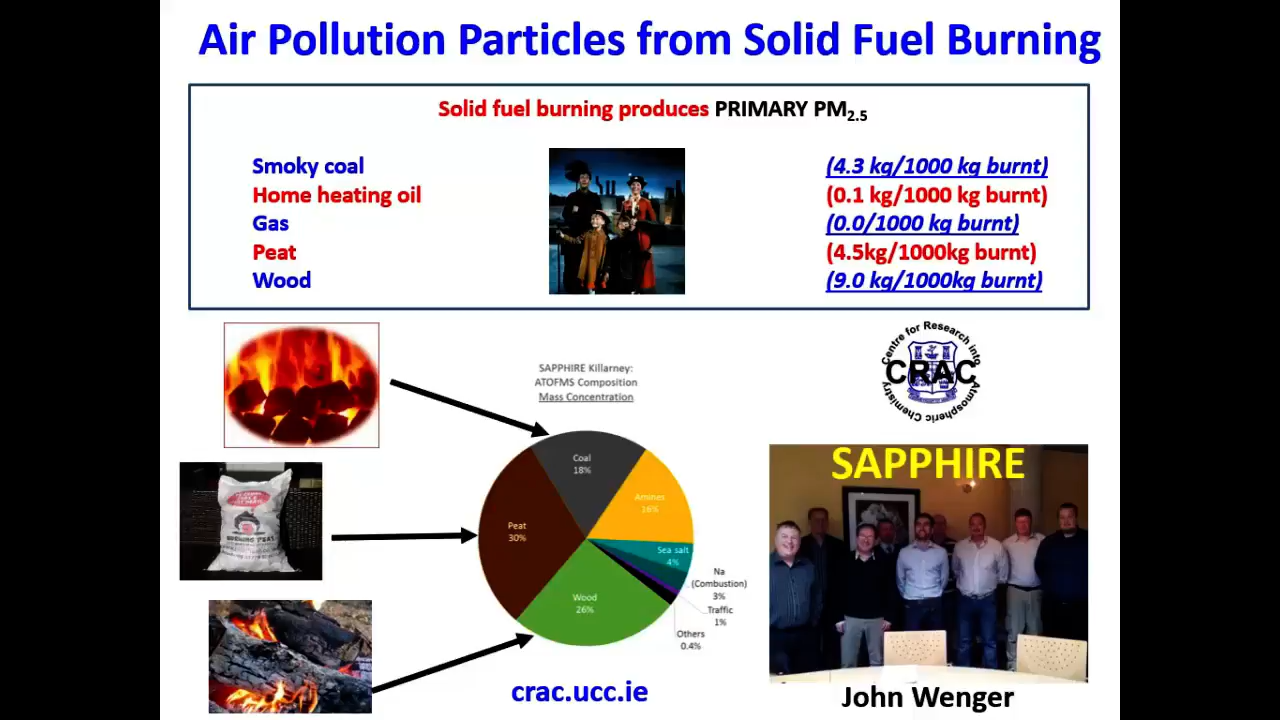 Air Pollution Particles from Solid Fuel Burning
Solid fuel burning produces PRIMARY PM2.5
Smoky coal (4.3 kg/1000 kg burnt)
Home heating oil (0.1 kg/1000 kg burnt)
Gas (0.0/1000 kg burnt)
Peat (4.5kg/1000kg burnt)
Wood (9.0 kg/1000kg burnt)
SAPPHIRE Killarney:
ATOFMS Composition
Mass Concentration
Coal
18%
Amines
16%
Peat
30%
Sea salt
4%
Na
(Combustion)
3%
Wood
26%
Traffic
1%
Others
0.4%
Centre for Research into
CRAC
Atmospheric Chemistry
SAPPHIRE
crac.ucc.ie
John Wenger